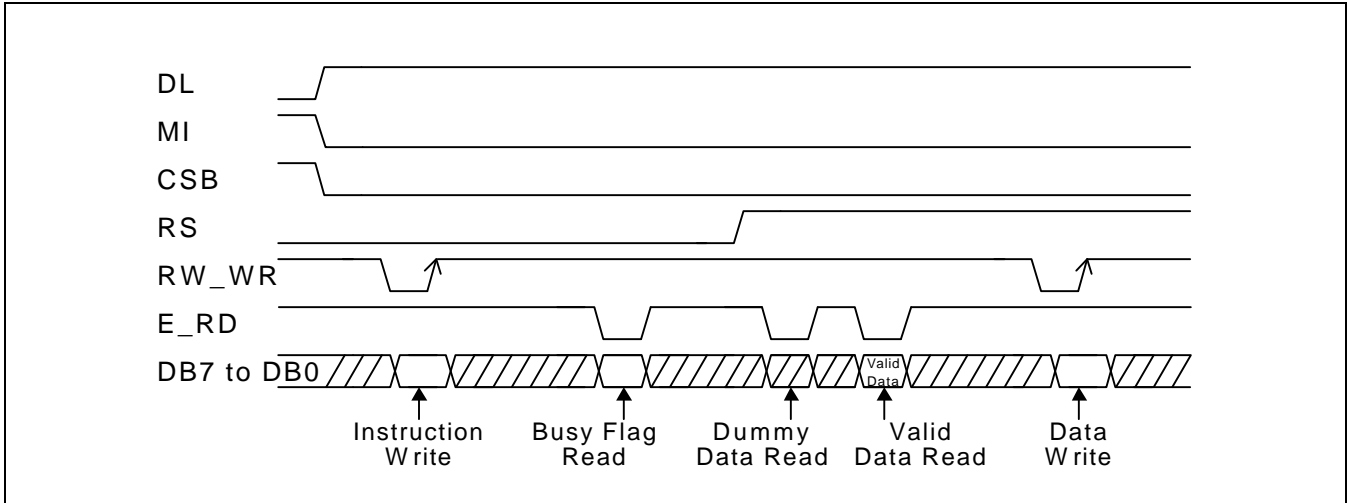 DL
MI
CSB
RS
RW_WR
E_RD
DB7 to DB0
Valid
Data
Instruction
Write
Busy Flag
Read
Dummy
Data Read
Valid
Data Read
Data
Write